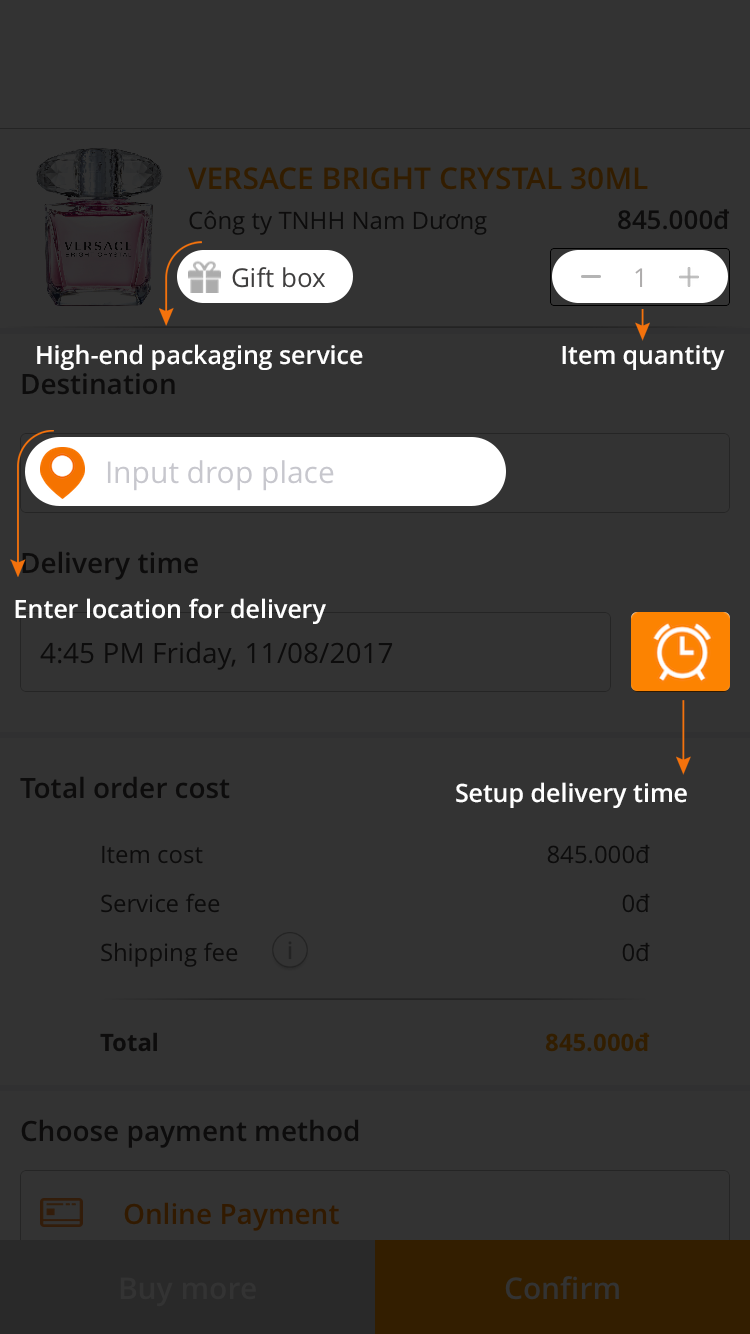 VERSACE BRIGHT CRYSTAL 30ML
Công ty TNHH Nam Dương 845.000đ
VERSACE
BRIGHT CRYSTAL
Gift box
1
High-end packaging service
Item quantity
Destination
Input drop place
Delivery time
Enter location for delivery
4:45 PM Friday, 11/08/2017
Total order cost
Setup delivery time
Item cost 845.000đ
Service fee 0đ
Shipping fee i 0đ
Total 845.000đ
Choose payment method
Online Payment
Buy more
Confirm